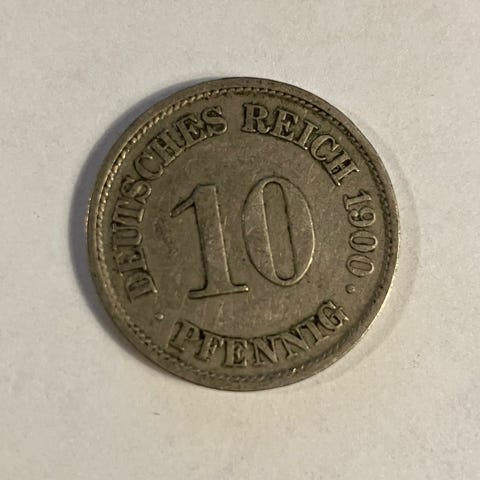 DEUTSCHES REICH 1900
10
PFENNIG